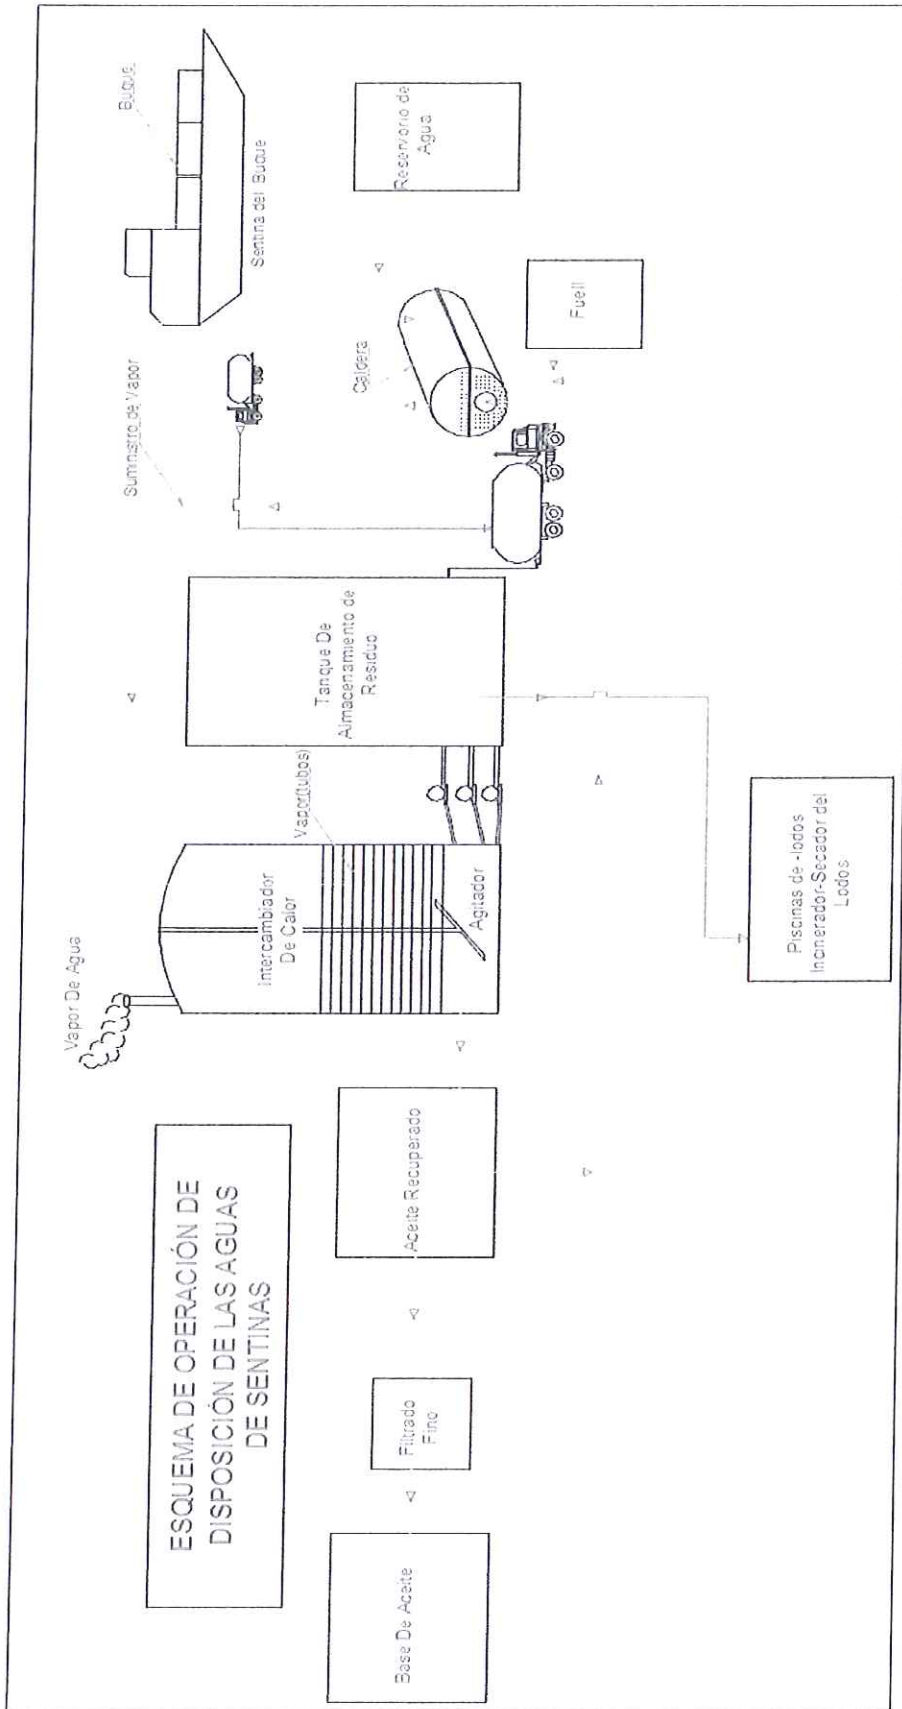 ESQUEMA DE OPERACIÓN DE
DISPOSICIÓN DE LAS AGUAS
DE SENTINAS
Vapor De Agua
Suministro de Vapor
Buque
Sentina del Buque
Intercambiador
De Calor
Vapor(tubos)
Agitador
Tanque De
Almacenamiento de
Residuo
Caldera
Reservorio de
Agua
Fuell
Base De Aceite
Filtrado
Fino
Aceite Recuperado
Piscinas de -lodos
Incinerador-Secador del
Lodos